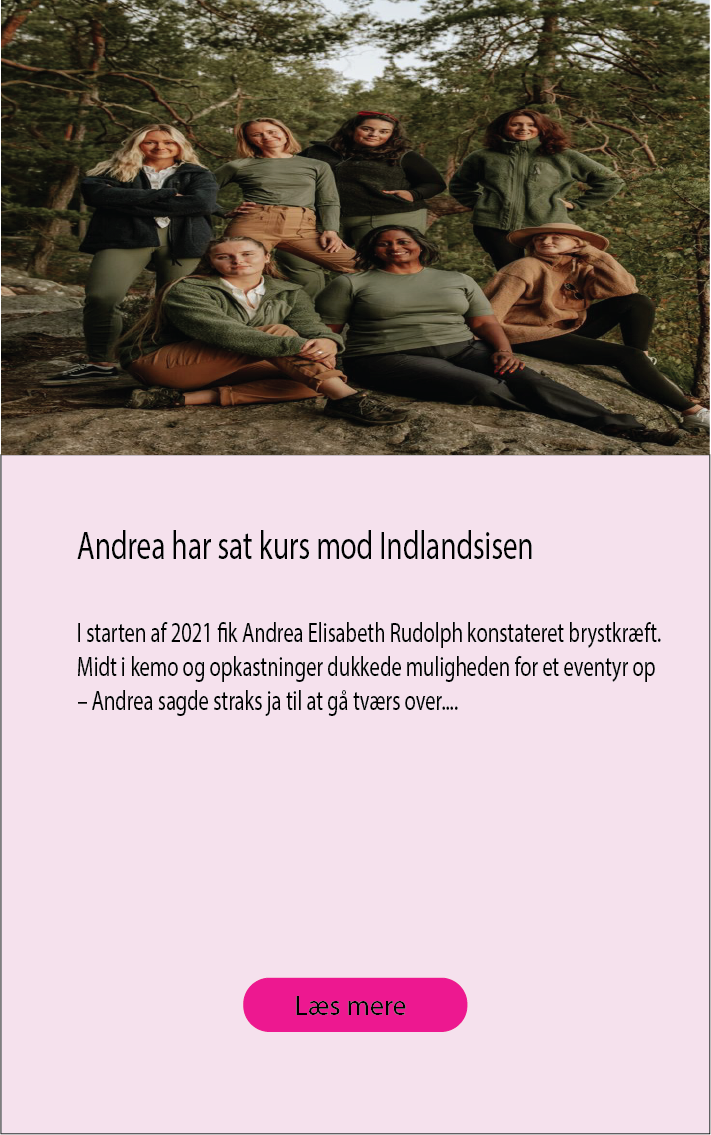 Andrea har sat kurs mod Indlandsisen
I starten af 2021 fik Andrea Elisabeth Rudolph konstateret brystkræft.
Midt i kemo og opkastninger dukkede muligheden for et eventyr op
– Andrea sagde straks ja til at gå tværs over....
Læs mere